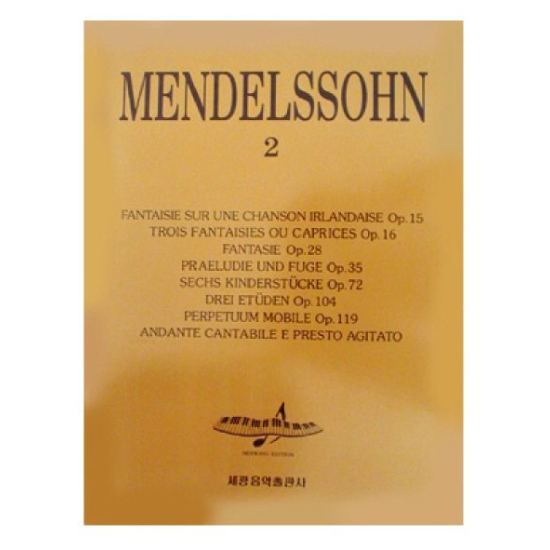 MENDELSSOHN
2
FANTAISIE SUR UNE CHANSON IRLANDAISE Op.15
TROIS FANTAISIES OU CAPRICES Op.16
FANTASIE Op.28
PRAELUDIE UND FUGE Op.35
SECHS KINDERSTÜCKE Op.72
DREI ETÜDEN Op.104
PERPETUUM MOBILE Op.119
ANDANTE CANTABILE E PRESTO AGITATO
EDITION
세광음악출판사